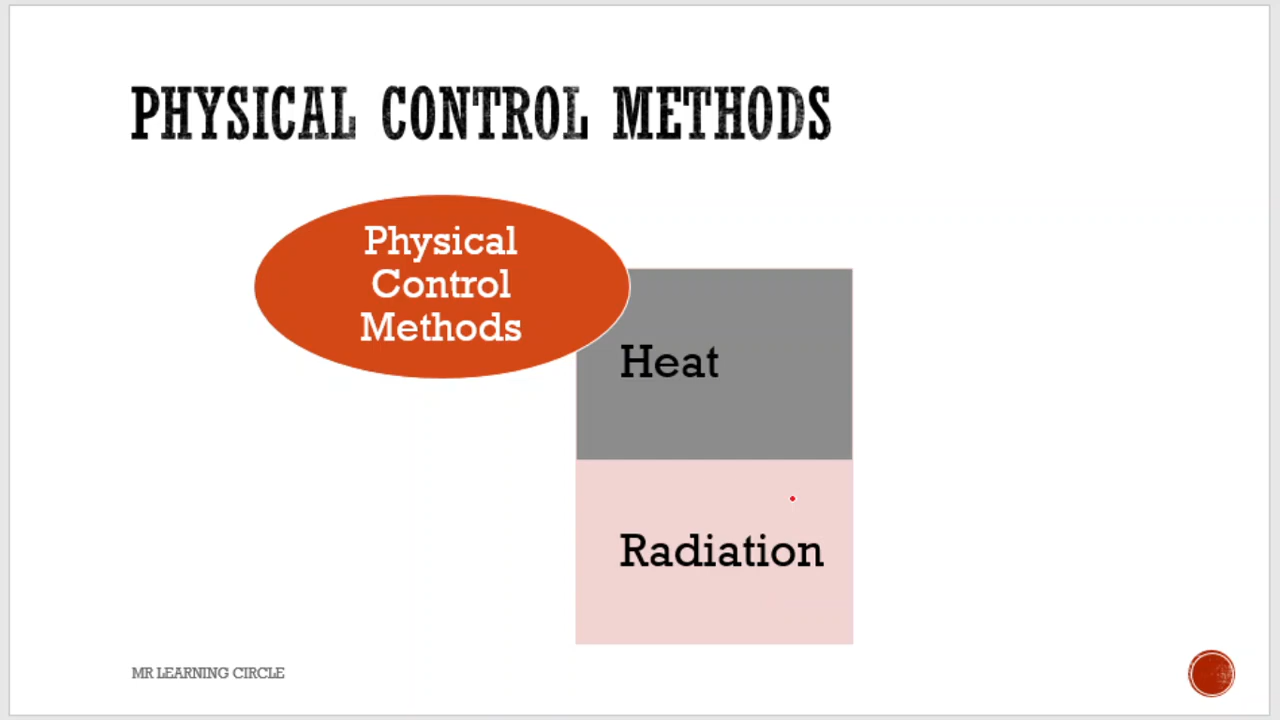 PHYSICAL CONTROL METHODS
Physical
Control
Methods
Heat
Radiation
MR LEARNING CIRCLE